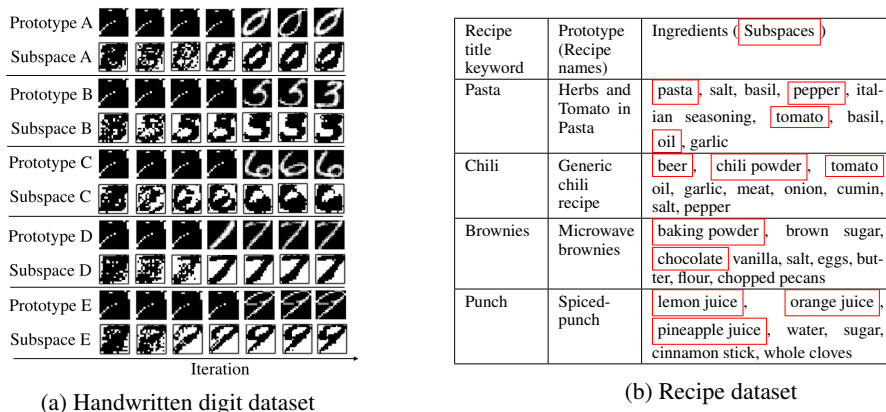 Prototype A
Subspace A
Prototype B
Subspace B
Prototype C
Subspace C
Prototype D
Subspace D
Prototype E
Subspace E
Iteration
(a) Handwritten digit dataset
Recipe title keyword
Prototype (Recipe names)
Ingredients ( Subspaces )
Pasta
Herbs and Tomato in Pasta
pasta , salt, basil, pepper , ital-
ian seasoning, tomato , basil,
oil , garlic
Chili
Generic chili recipe
beer , chili powder , tomato
oil, garlic, meat, onion, cumin,
salt, pepper
Brownies
Microwave brownies
baking powder , brown sugar,
chocolate vanilla, salt, eggs, but-
ter, flour, chopped pecans
Punch
Spiced-punch
lemon juice , orange juice ,
pineapple juice , water, sugar,
cinnamon stick, whole cloves
(b) Recipe dataset